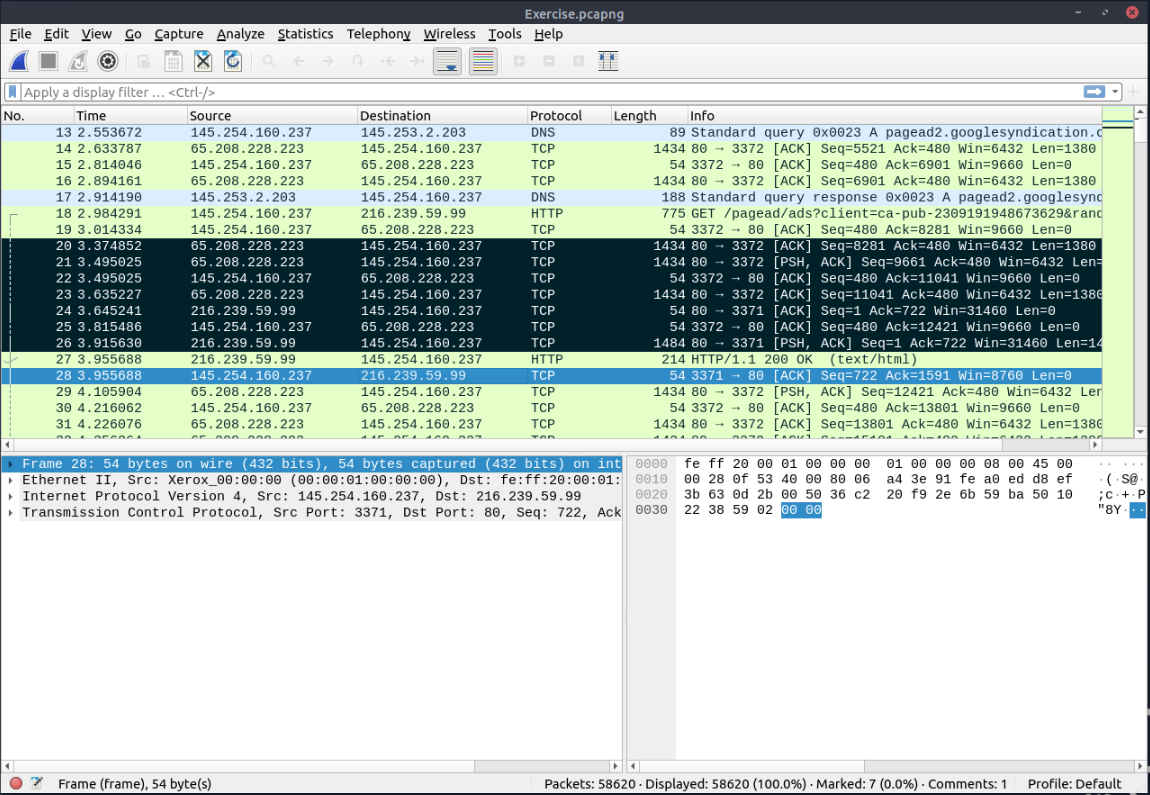 Exercise.pcapng
File Edit View Go Capture Analyze Statistics Telephony Wireless Tools Help
Apply a display filter … <Ctrl-/>
No. Time Source Destination Protocol Length Info
13 2.553672 145.254.160.237 145.253.2.203 DNS 89 Standard query 0x0023 A pagead2.googlesyndication.c
14 2.633787 65.208.228.223 145.254.160.237 TCP 1434 80 → 3372 [ACK] Seq=5521 Ack=480 Win=6432 Len=1380
15 2.814046 145.254.160.237 65.208.228.223 TCP 54 3372 → 80 [ACK] Seq=480 Ack=6901 Win=9660 Len=0
16 2.894161 65.208.228.223 145.254.160.237 TCP 1434 80 → 3372 [ACK] Seq=6901 Ack=480 Win=6432 Len=1380
17 2.914190 145.253.2.203 145.254.160.237 DNS 188 Standard query response 0x0023 A pagead2.googlesynd
18 2.984291 145.254.160.237 216.239.59.99 HTTP 775 GET /pagead/ads?client=ca-pub-2309191948673629&rand
19 3.014334 145.254.160.237 65.208.228.223 TCP 54 3372 → 80 [ACK] Seq=480 Ack=8281 Win=9660 Len=0
20 3.374852 65.208.228.223 145.254.160.237 TCP 1434 80 → 3372 [ACK] Seq=8281 Ack=480 Win=6432 Len=1380
21 3.495025 65.208.228.223 145.254.160.237 TCP 1434 80 → 3372 [PSH, ACK] Seq=9661 Ack=480 Win=6432 Len=
22 3.495025 145.254.160.237 65.208.228.223 TCP 54 3372 → 80 [ACK] Seq=480 Ack=11041 Win=9660 Len=0
23 3.635227 65.208.228.223 145.254.160.237 TCP 1434 80 → 3372 [ACK] Seq=11041 Ack=480 Win=6432 Len=1380
24 3.645241 216.239.59.99 145.254.160.237 TCP 54 80 → 3371 [ACK] Seq=1 Ack=722 Win=31460 Len=0
25 3.815486 145.254.160.237 65.208.228.223 TCP 54 3372 → 80 [ACK] Seq=480 Ack=12421 Win=9660 Len=0
26 3.915630 216.239.59.99 145.254.160.237 TCP 1484 80 → 3371 [PSH, ACK] Seq=1 Ack=722 Win=31460 Len=14
27 3.955688 216.239.59.99 145.254.160.237 HTTP 214 HTTP/1.1 200 OK (text/html)
28 3.955688 145.254.160.237 216.239.59.99 TCP 54 3371 → 80 [ACK] Seq=722 Ack=1591 Win=8760 Len=0
29 4.105904 65.208.228.223 145.254.160.237 TCP 1434 80 → 3372 [PSH, ACK] Seq=12421 Ack=480 Win=6432 Len
30 4.216062 145.254.160.237 65.208.228.223 TCP 54 3372 → 80 [ACK] Seq=480 Ack=13801 Win=9660 Len=0
31 4.226076 65.208.228.223 145.254.160.237 TCP 1434 80 → 3372 [ACK] Seq=13801 Ack=480 Win=6432 Len=1380
Frame 28: 54 bytes on wire (432 bits), 54 bytes captured (432 bits) on int
Ethernet II, Src: Xerox_00:00:00 (00:00:01:00:00:00), Dst: fe:ff:20:00:01:
Internet Protocol Version 4, Src: 145.254.160.237, Dst: 216.239.59.99
Transmission Control Protocol, Src Port: 3371, Dst Port: 80, Seq: 722, Ack
0000 fe ff 20 00 01 00 00 00 01 00 00 00 08 00 45 00 ·· ···
0010 00 28 0f 53 40 00 80 06 a4 3e 91 fe a0 ed d8 ef ·(·S@·
0020 3b 63 0d 2b 00 50 36 c2 20 f9 2e 6b 59 ba 50 10 ;c·+·P
0030 22 38 59 02 00 00 "8Y···
Frame (frame), 54 byte(s)
Packets: 58620 · Displayed: 58620 (100.0%) · Marked: 7 (0.0%) · Comments: 1
Profile: Default